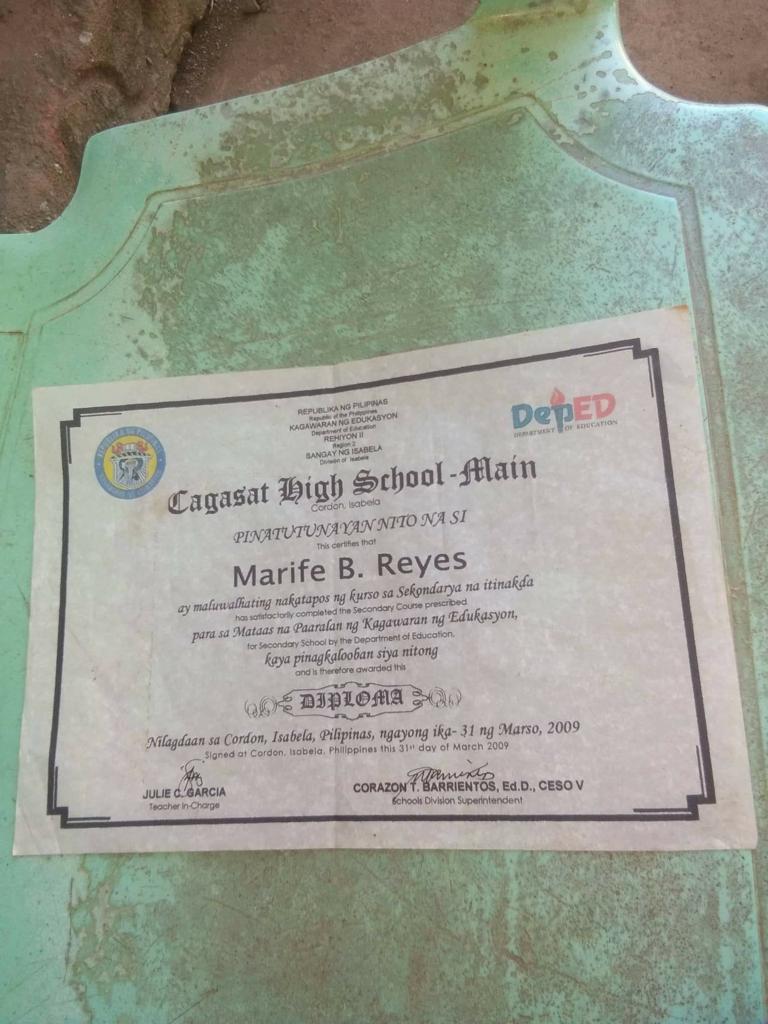 REPUBLIKA NG PILIPINAS
Republic of the Philippines
KAGAWARAN NG EDUKASYON
Department of Education
REHIYON II
Region 2
SANGAY NG ISABELA
Division of Isabela
DepED
DEPARTMENT OF EDUCATION
Cagasat High School-Main
Cordon, Isabela
PINATUTUNAYAN NITO NA SI
This certifies that
Marife B. Reyes
ay maluwalhating nakatapos ng kurso sa Sekondarya na itinakda
has satisfactorily completed the Secondary Course prescribed
para sa Mataas na Paaralan ng Kagawaran ng Edukasyon,
for Secondary School by the Department of Education,
kaya pinagkalooban siya nitong
and is therefore awarded this
DIPLOMA
Nilagdaan sa Cordon, Isabela, Pilipinas, ngayong ika- 31 ng Marso, 2009
Signed at Cordon, Isabela, Philippines this 31st day of March 2009
JULIE C. GARCIA
Teacher In-Charge
CORAZON T. BARRIENTOS, Ed.D., CESO V
Schools Division Superintendent